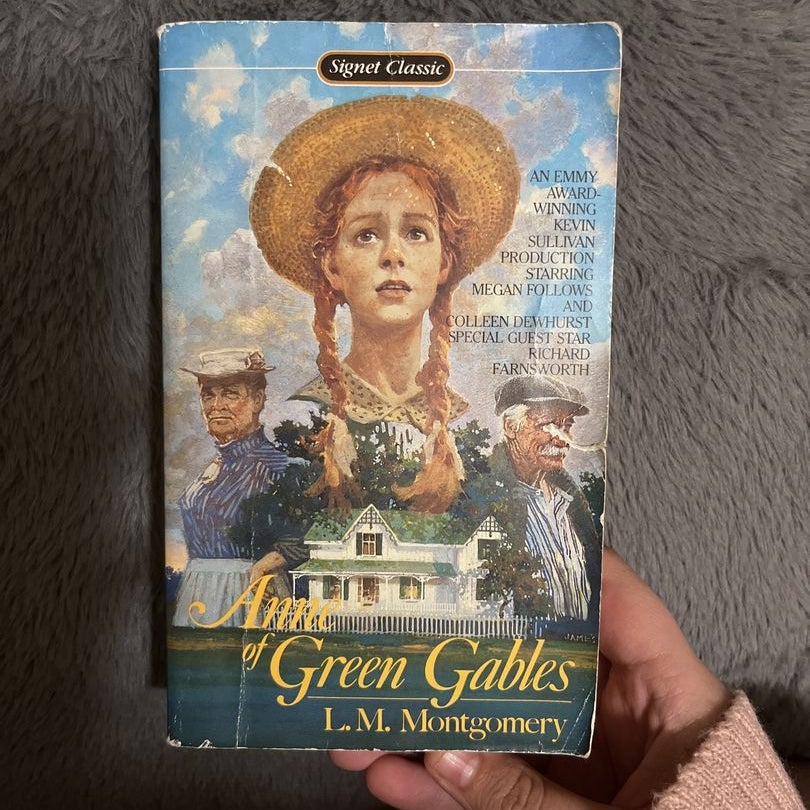 Signet Classic
AN EMMY
AWARD-
WINNING
KEVIN
SULLIVAN
PRODUCTION
STARRING
MEGAN FOLLOWS
AND
COLLEEN DEWHURST
SPECIAL GUEST STAR
RICHARD
FARNSWORTH
JAMES
Anne
of Green Gables
L. M. Montgomery